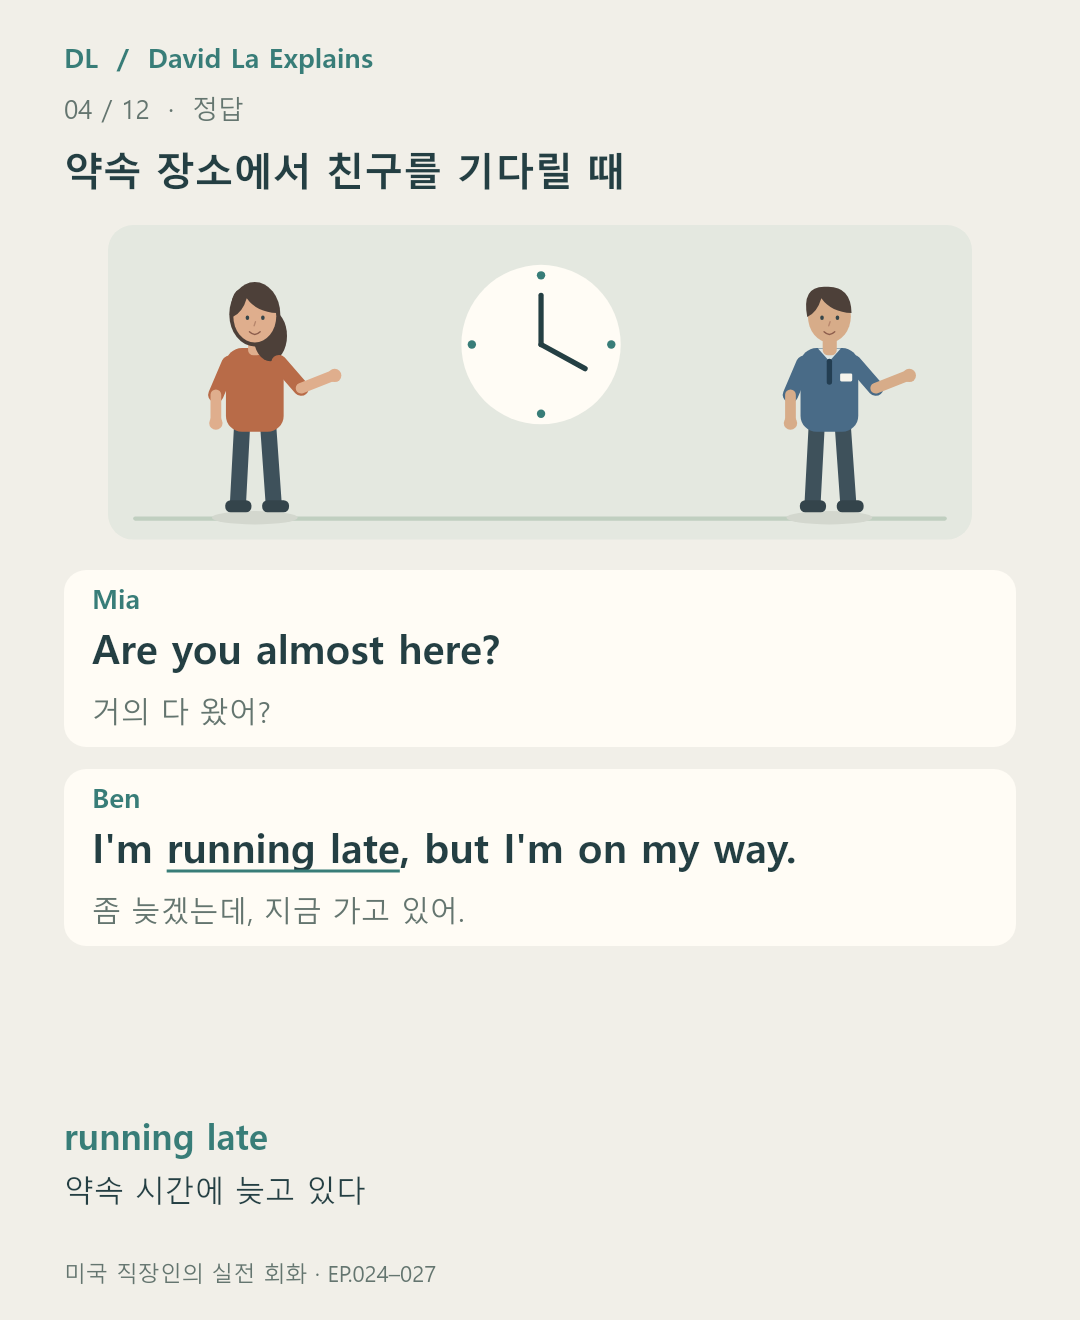 DL / David La Explains
04 / 12 · 정답
약속 장소에서 친구를 기다릴 때
Mia
Are you almost here?
거의 다 왔어?
Ben
I'm running late, but I'm on my way.
좀 늦겠는데, 지금 가고 있어.
running late
약속 시간에 늦고 있다
미국 직장인의 실전 회화 · EP.024–027